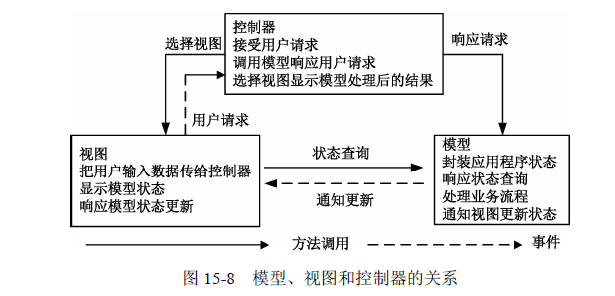 控制器
接受用户请求
调用模型响应用户请求
选择视图显示模型处理后的结果
选择视图
响应请求
用户请求
视图
把用户输入数据传给控制器
显示模型状态
响应模型状态更新
状态查询
通知更新
模型
封装应用程序状态
响应状态查询
处理业务流程
通知视图更新状态
方法调用
事件
图 15-8 模型、视图和控制器的关系